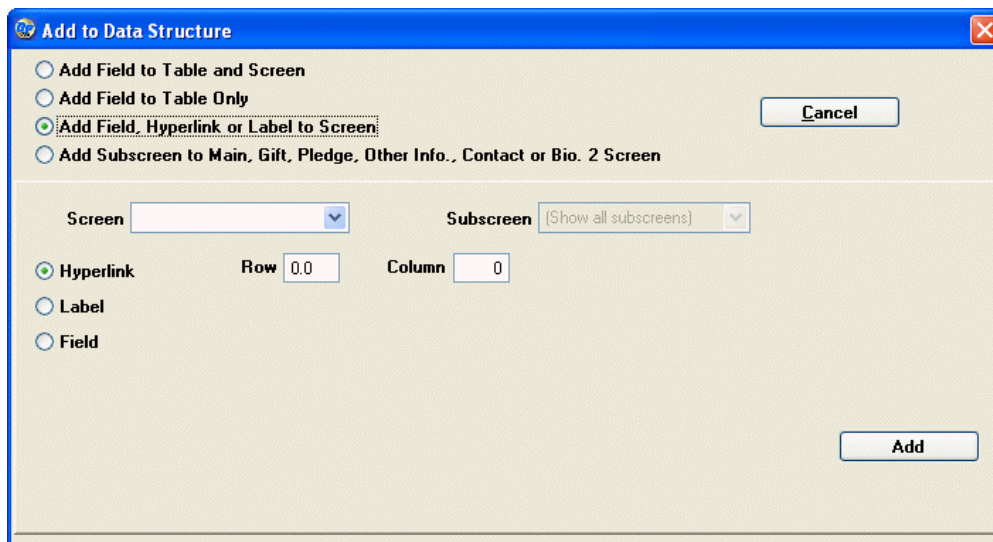 Add to Data Structure
Add Field to Table and Screen
Add Field to Table Only
Add Field, Hyperlink or Label to Screen
Cancel
Add Subscreen to Main, Gift, Pledge, Other Info., Contact or Bio. 2 Screen
Screen Subscreen (Show all subscreens)
Hyperlink Row 0.0 Column 0
Label
Field
Add